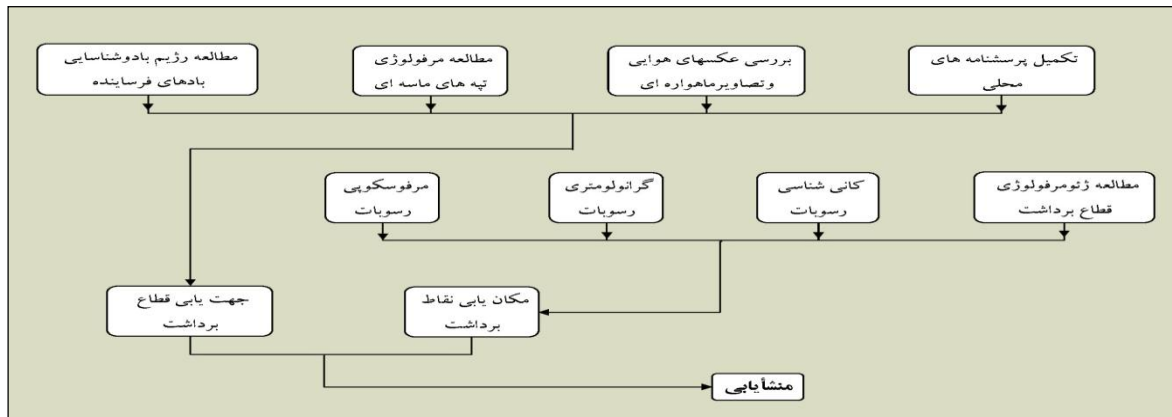 تکمیل پرسشنامه های
محلی
بررسی عکسهای هوایی
وتصاویرماهواره ای
مطالعه مرفولوژی
تپه های ماسه ای
مطالعه رژیم بادوشناسایی
بادهای فرساینده
مطالعه ژئومرفولوژی
قطاع برداشت
کانی شناسی
رسوبات
گرانولومتری
رسوبات
مرفوسکوپی
رسوبات
مکان یابی نقاط
برداشت
جهت یابی قطاع
برداشت
منشأیابی